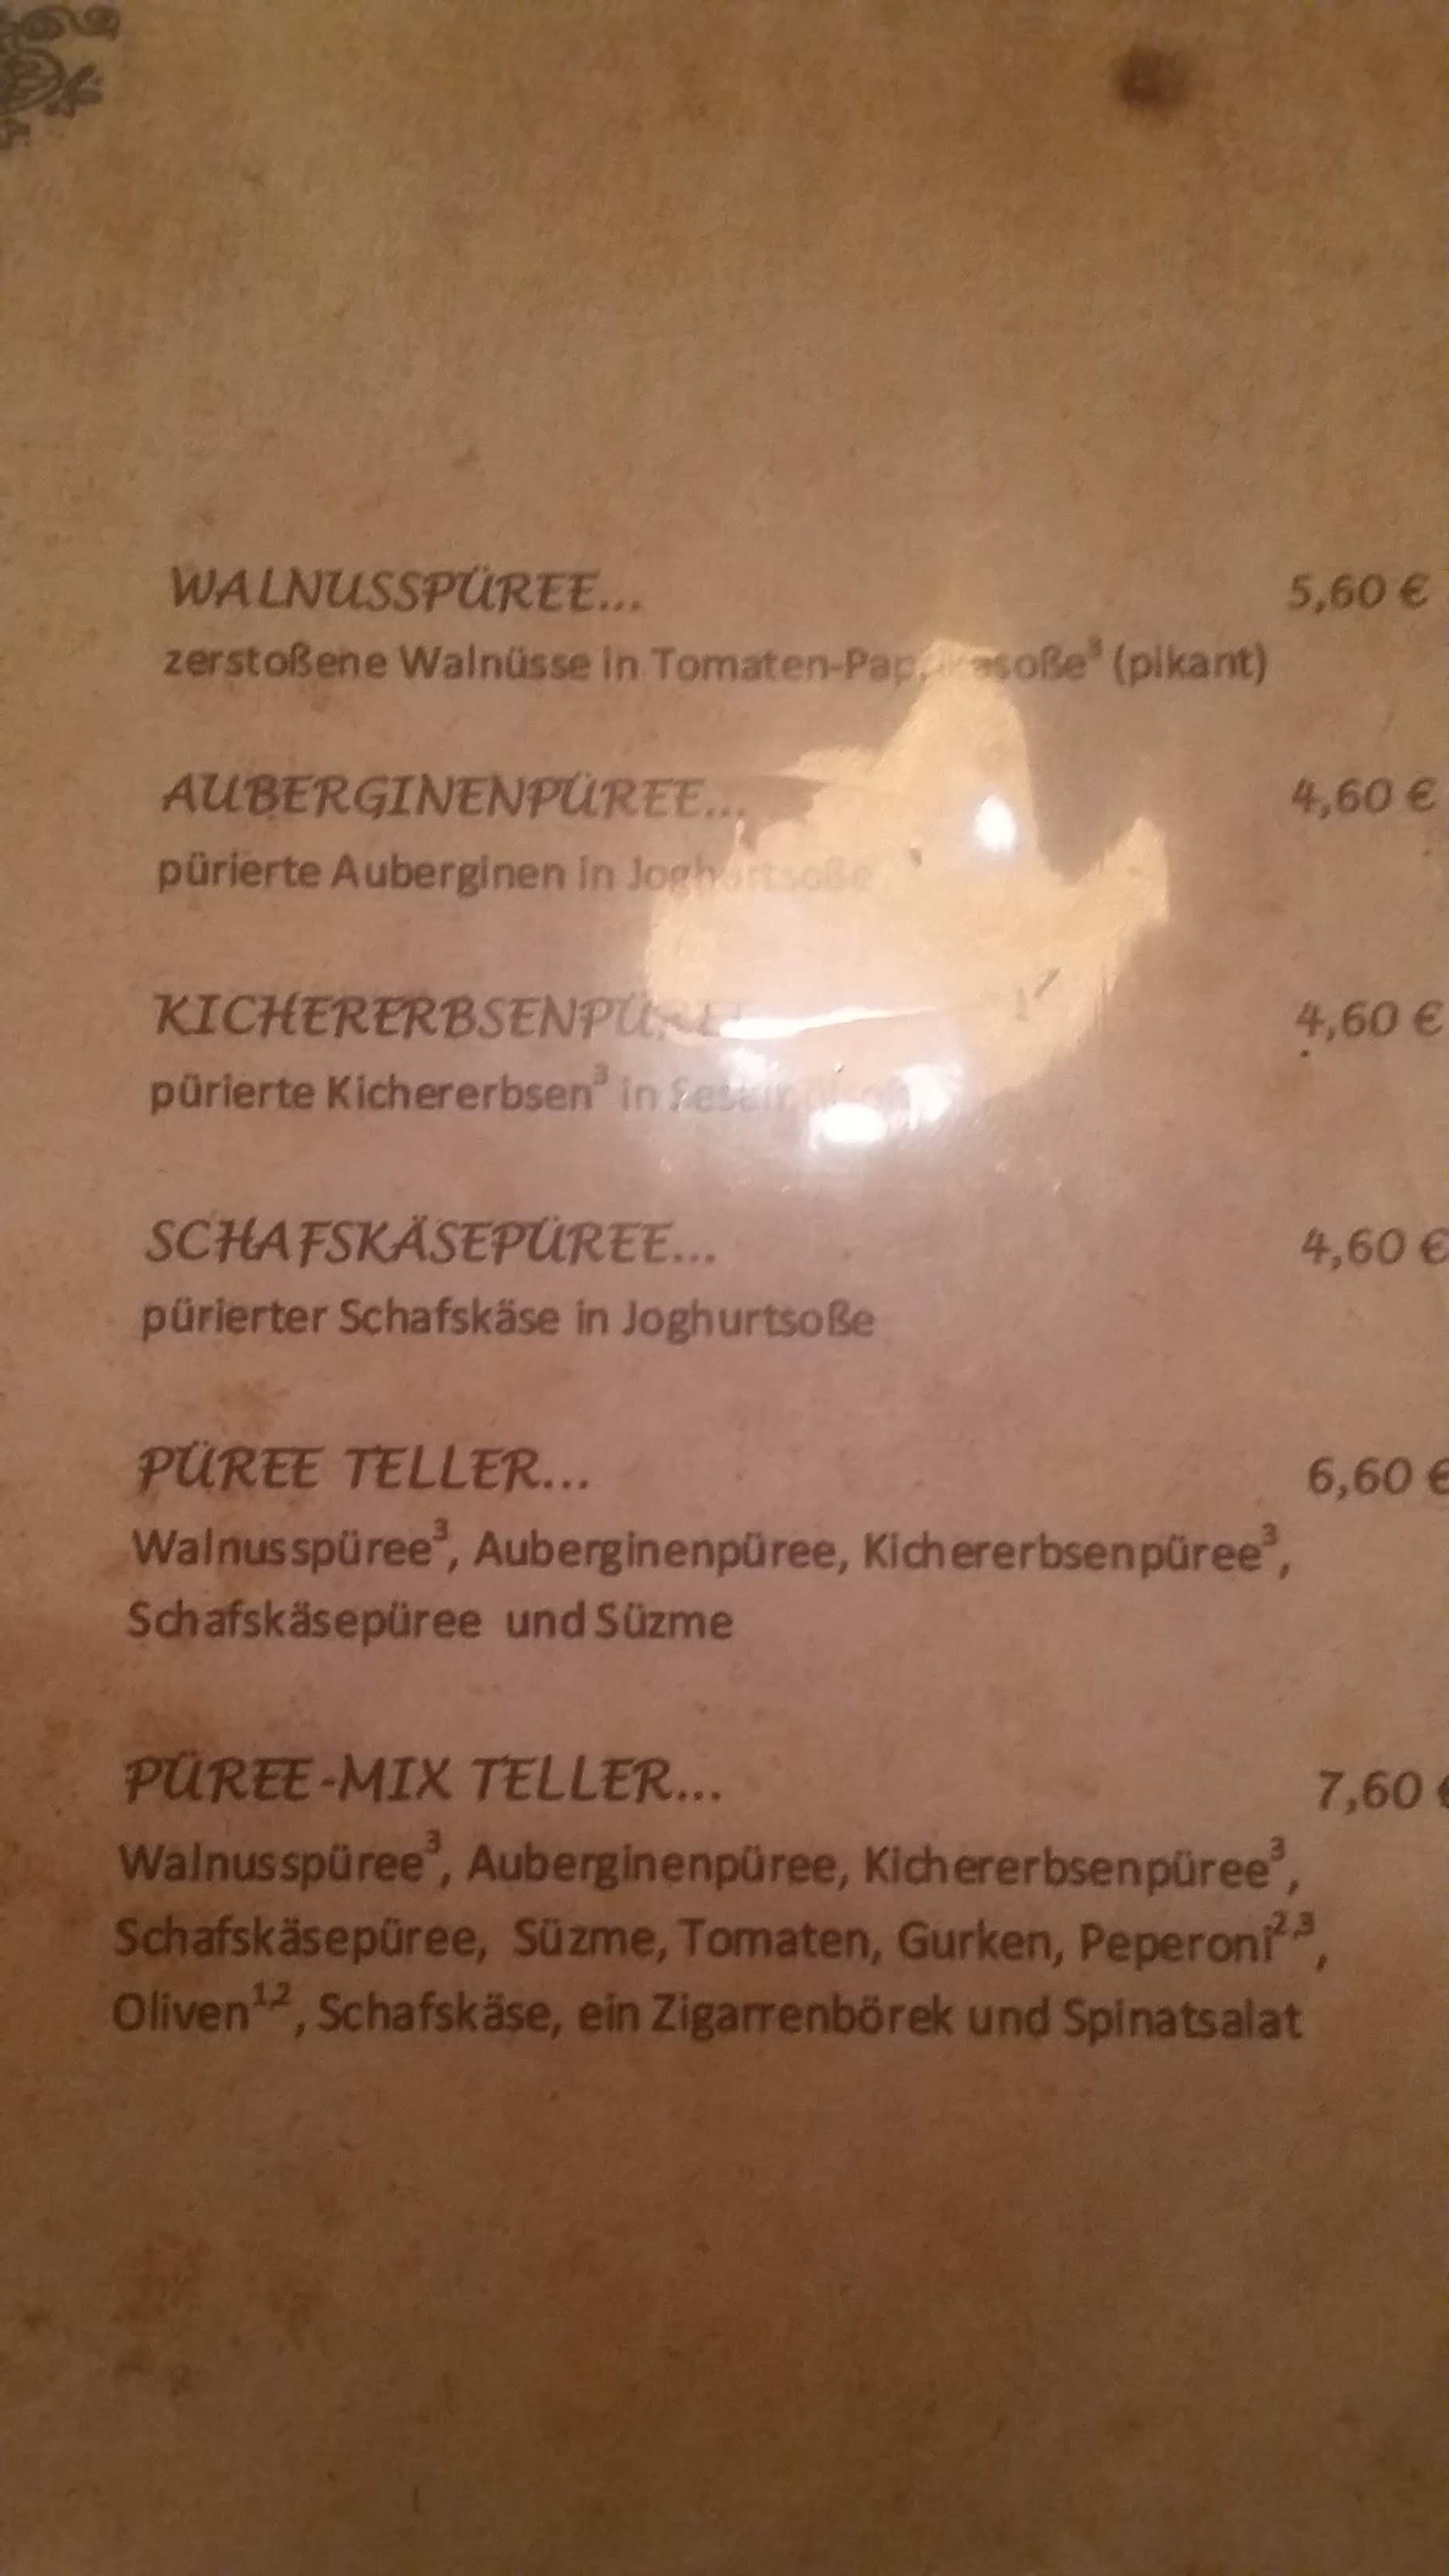 WALNUSSPÜREE... 5,60 €
zerstoßene Walnüsse in Tomaten-Paprikasoße³ (pikant)
AUBERGINENPÜREE... 4,60 €
pürierte Auberginen in Joghurtsoße
KICHERERBSENPÜREE 4,60 €
pürierte Kichererbsen³ in
SCHAFSKÄSEPÜREE... 4,60 €
pürierter Schafskäse in Joghurtsoße
PÜREE TELLER... 6,60 €
Walnusspüree³, Auberginenpüree, Kichererbsenpüree³,
Schafskäsepüree und Süzme
PÜREE-MIX TELLER... 7,60 €
Walnusspüree³, Auberginenpüree, Kichererbsenpüree³,
Schafskäsepüree, Süzme, Tomaten, Gurken, Peperoni²,³,
Oliven¹,², Schafskäse, ein Zigarrenbörek und Spinatsalat